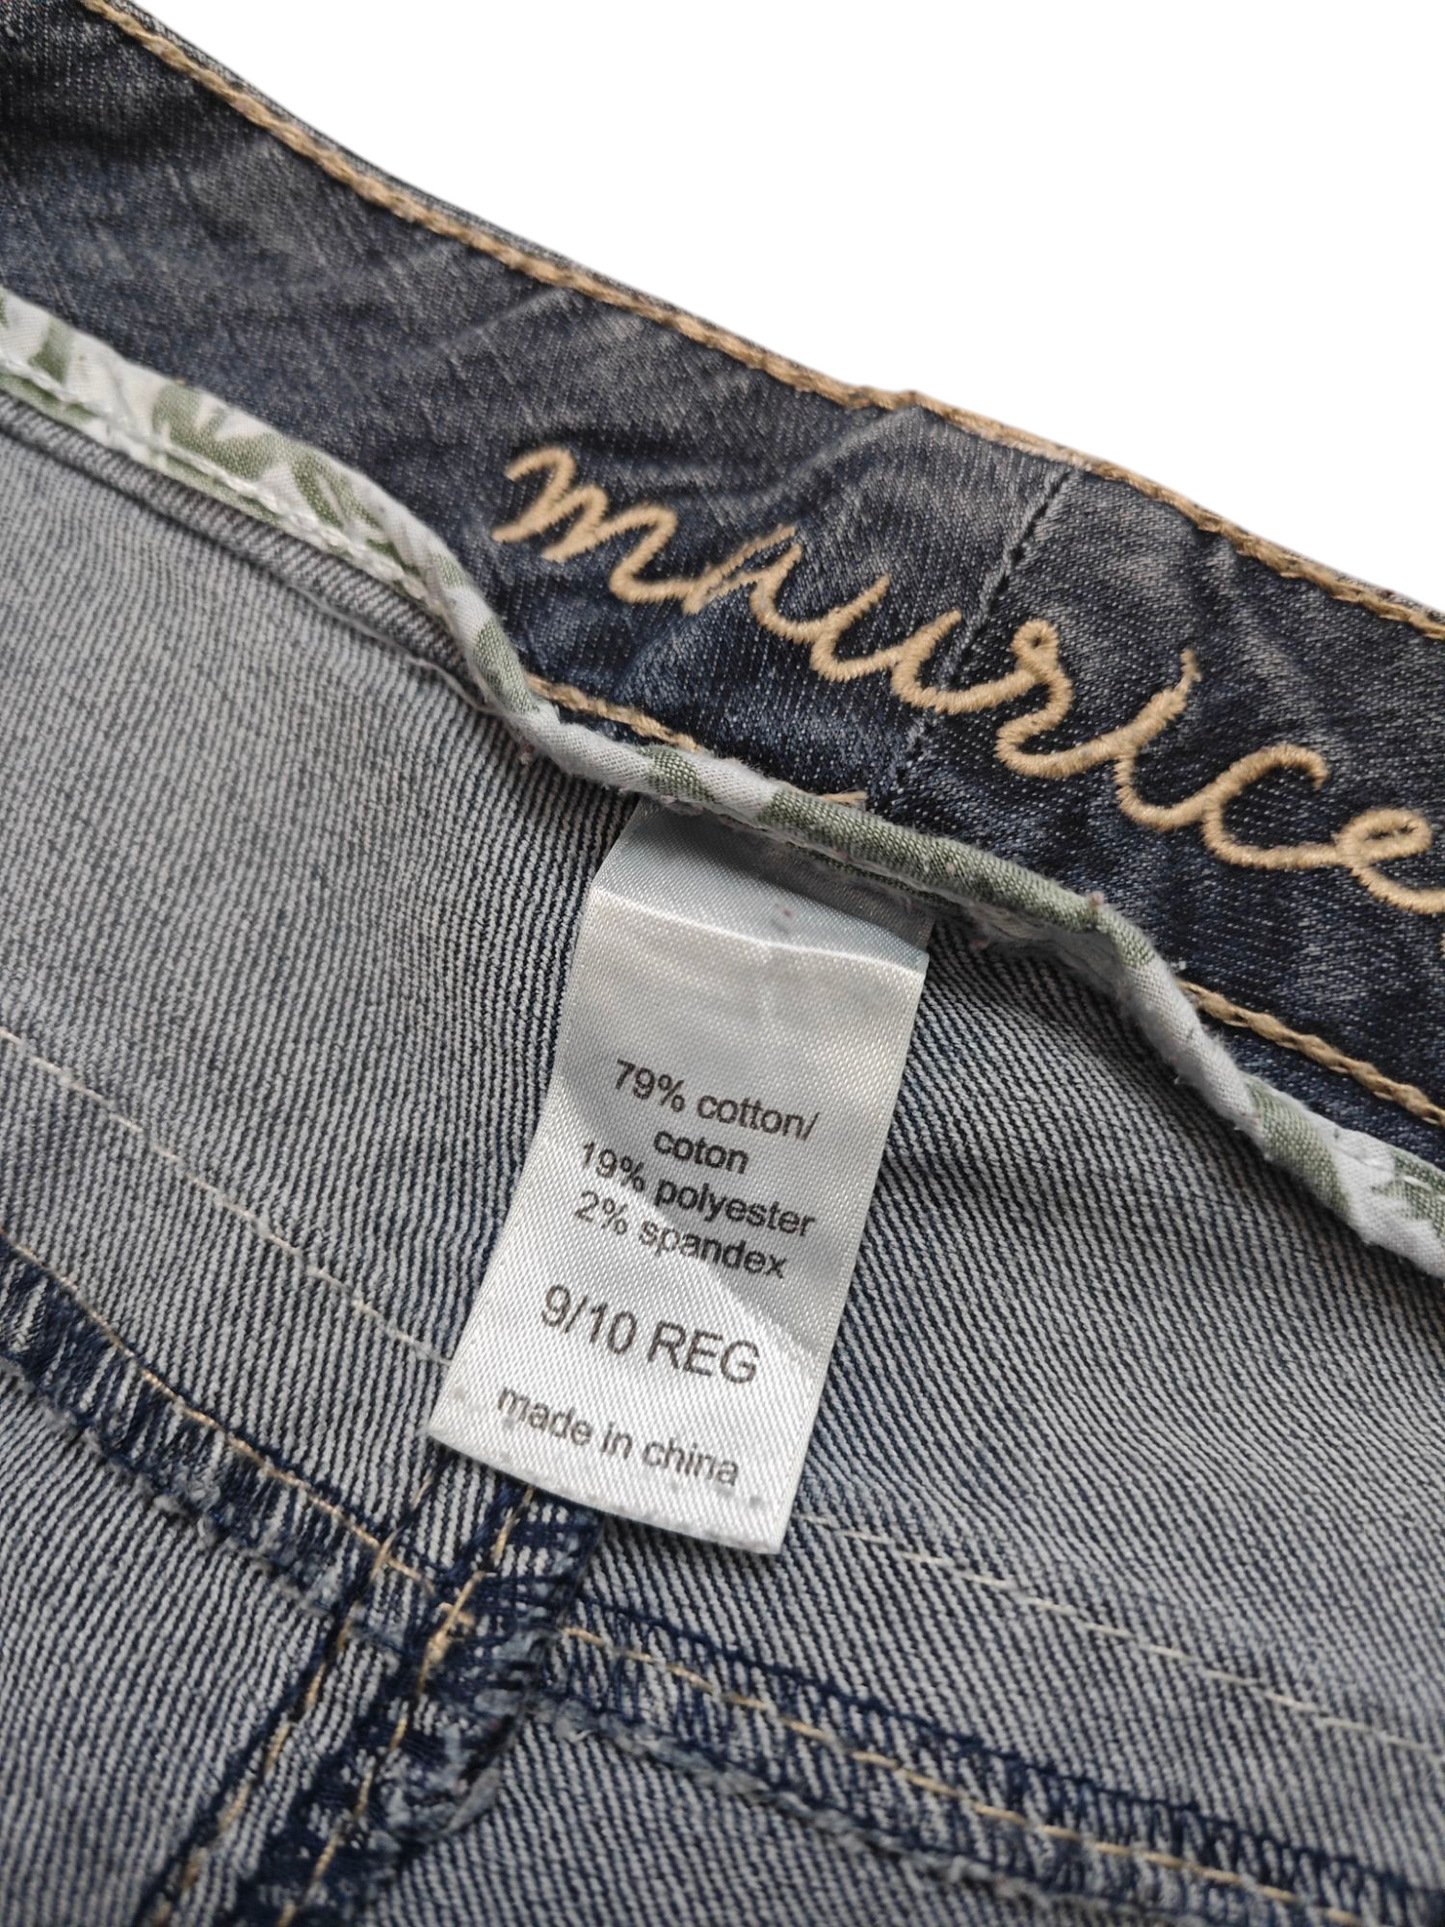 maurices
79% cotton/
coton
19% polyester
2% spandex
9/10 REG
made in china